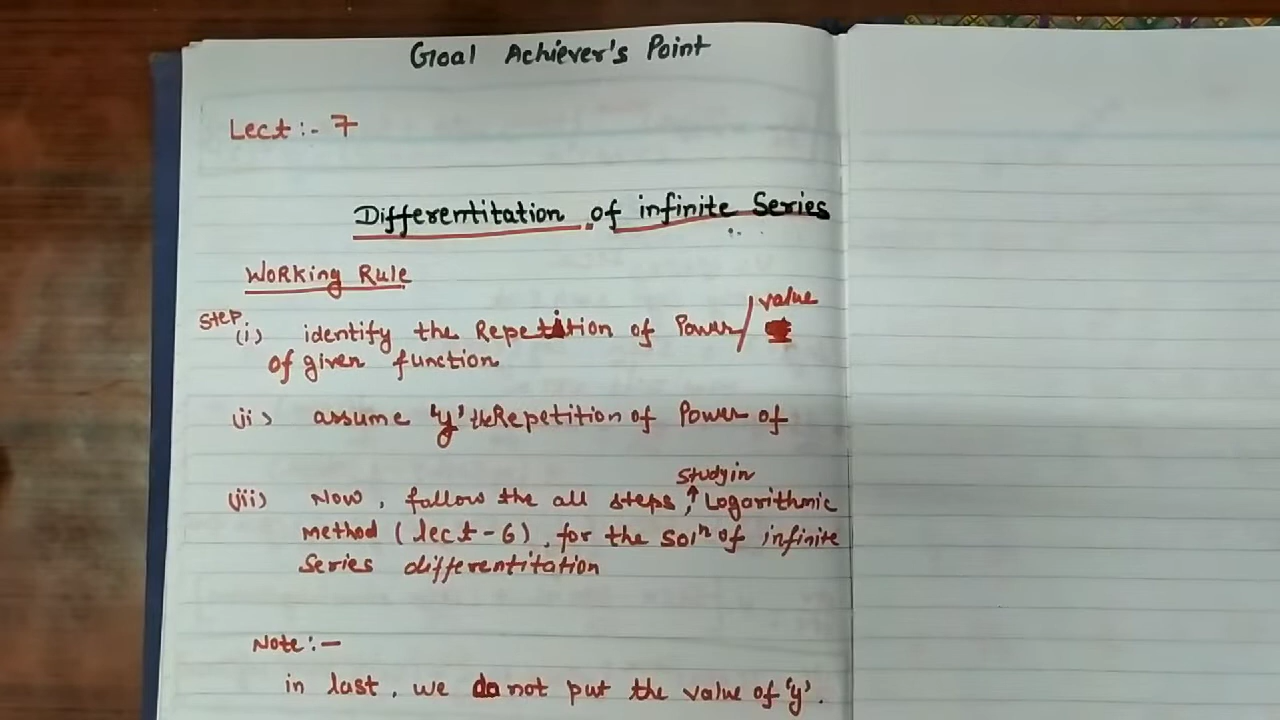 Goal Achiever's Point
Lect :- 7
Differentitation of infinite Series
Working Rule
Step (i) identify the Repetition of Power/value
of given function
(ii) assume 'y' the Repetition of Power of
(iii) Now, follow the all steps, ↑ Study in Logarithmic
method (lect-6), for the solⁿ of infinite
Series differentitation
Note :-
in last, we do not put the value of 'y'.